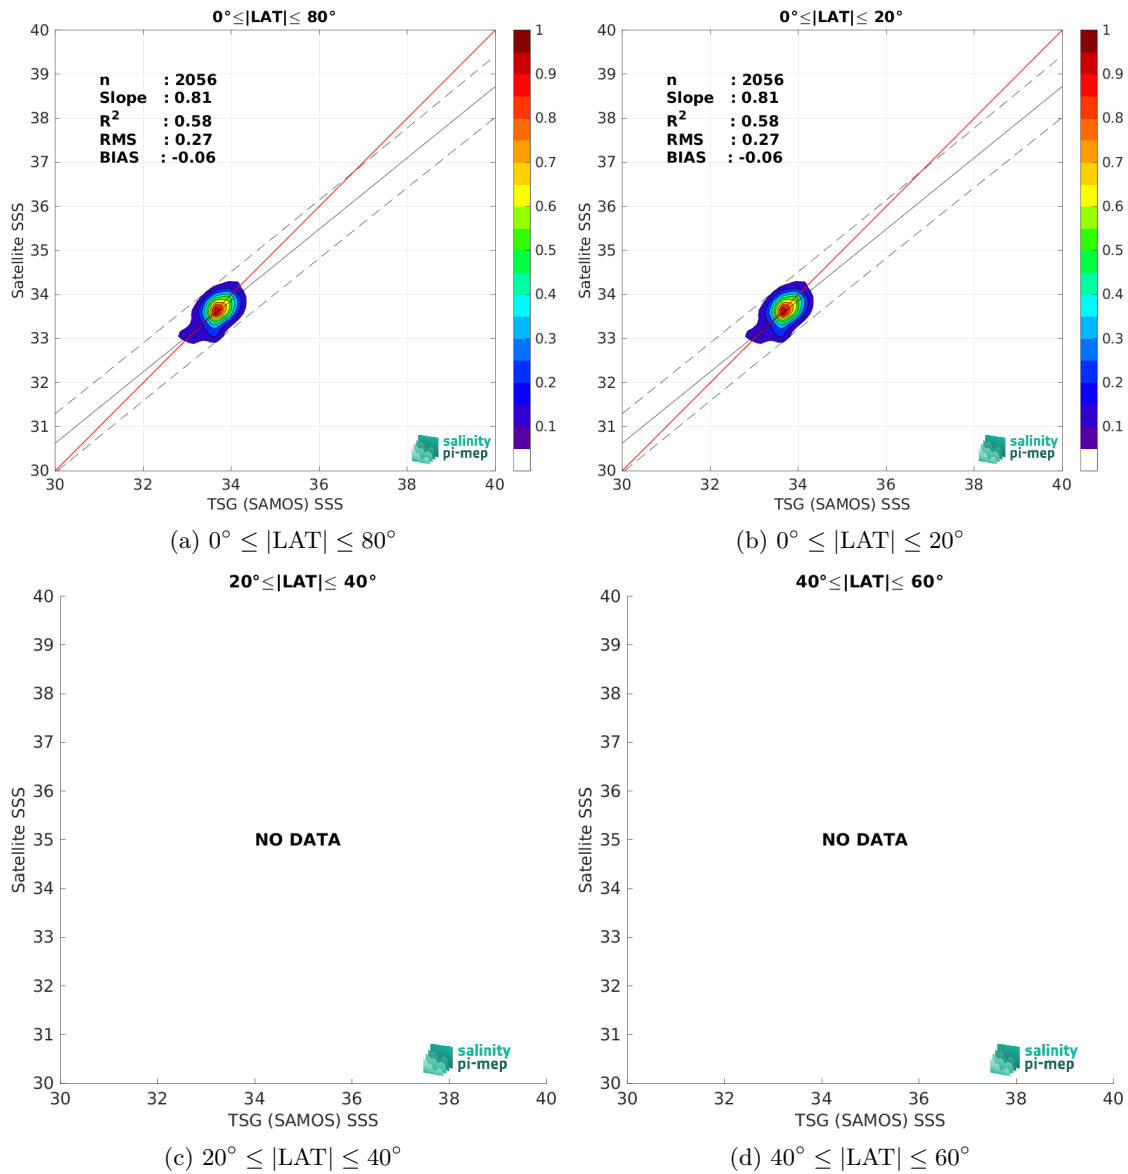 0°≤|LAT|≤ 80°
40
39
38
37
36
35
34
33
32
31
30
Satellite SSS
n : 2056
Slope : 0.81
R² : 0.58
RMS : 0.27
BIAS : -0.06
salinity
pi-mep
30 32 34 36 38 40
TSG (SAMOS) SSS
1
0.9
0.8
0.7
0.6
0.5
0.4
0.3
0.2
0.1
(a) 0° ≤ |LAT| ≤ 80°
0°≤|LAT|≤ 20°
40
39
38
37
36
35
34
33
32
31
30
Satellite SSS
n : 2056
Slope : 0.81
R² : 0.58
RMS : 0.27
BIAS : -0.06
salinity
pi-mep
30 32 34 36 38 40
TSG (SAMOS) SSS
1
0.9
0.8
0.7
0.6
0.5
0.4
0.3
0.2
0.1
(b) 0° ≤ |LAT| ≤ 20°
20°≤|LAT|≤ 40°
40
39
38
37
36
35
34
33
32
31
30
Satellite SSS
NO DATA
salinity
pi-mep
30 32 34 36 38 40
TSG (SAMOS) SSS
(c) 20° ≤ |LAT| ≤ 40°
40°≤|LAT|≤ 60°
40
39
38
37
36
35
34
33
32
31
30
Satellite SSS
NO DATA
salinity
pi-mep
30 32 34 36 38 40
TSG (SAMOS) SSS
(d) 40° ≤ |LAT| ≤ 60°